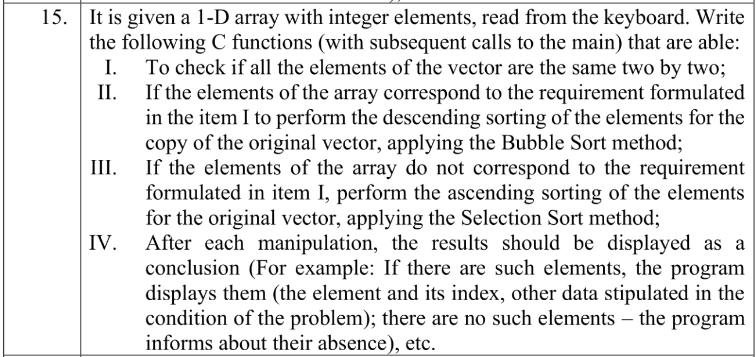 15. It is given a 1-D array with integer elements, read from the keyboard. Write
the following C functions (with subsequent calls to the main) that are able:
I. To check if all the elements of the vector are the same two by two;
II. If the elements of the array correspond to the requirement formulated
in the item I to perform the descending sorting of the elements for the
copy of the original vector, applying the Bubble Sort method;
III. If the elements of the array do not correspond to the requirement
formulated in item I, perform the ascending sorting of the elements
for the original vector, applying the Selection Sort method;
IV. After each manipulation, the results should be displayed as a
conclusion (For example: If there are such elements, the program
displays them (the element and its index, other data stipulated in the
condition of the problem); there are no such elements – the program
informs about their absence), etc.